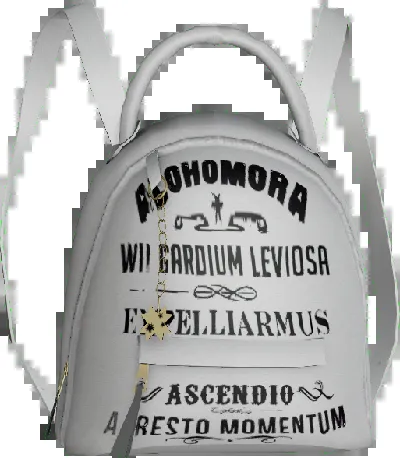 ALOHOMORA
WINGARDIUM LEVIOSA
EXPELLIARMUS
ASCENDIO
ARRESTO MOMENTUM